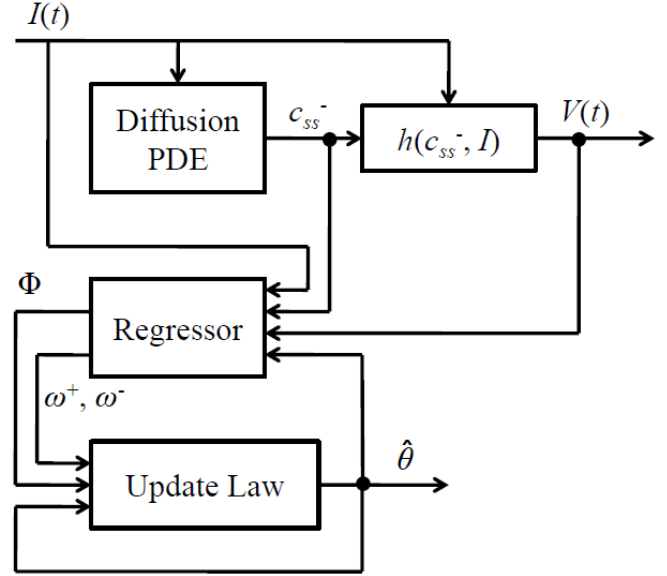 I(t)
Diffusion
PDE
c_ss^-
h(c_ss^-, I)
V(t)
Φ
Regressor
ω^+, ω^-
Update Law
θ̂